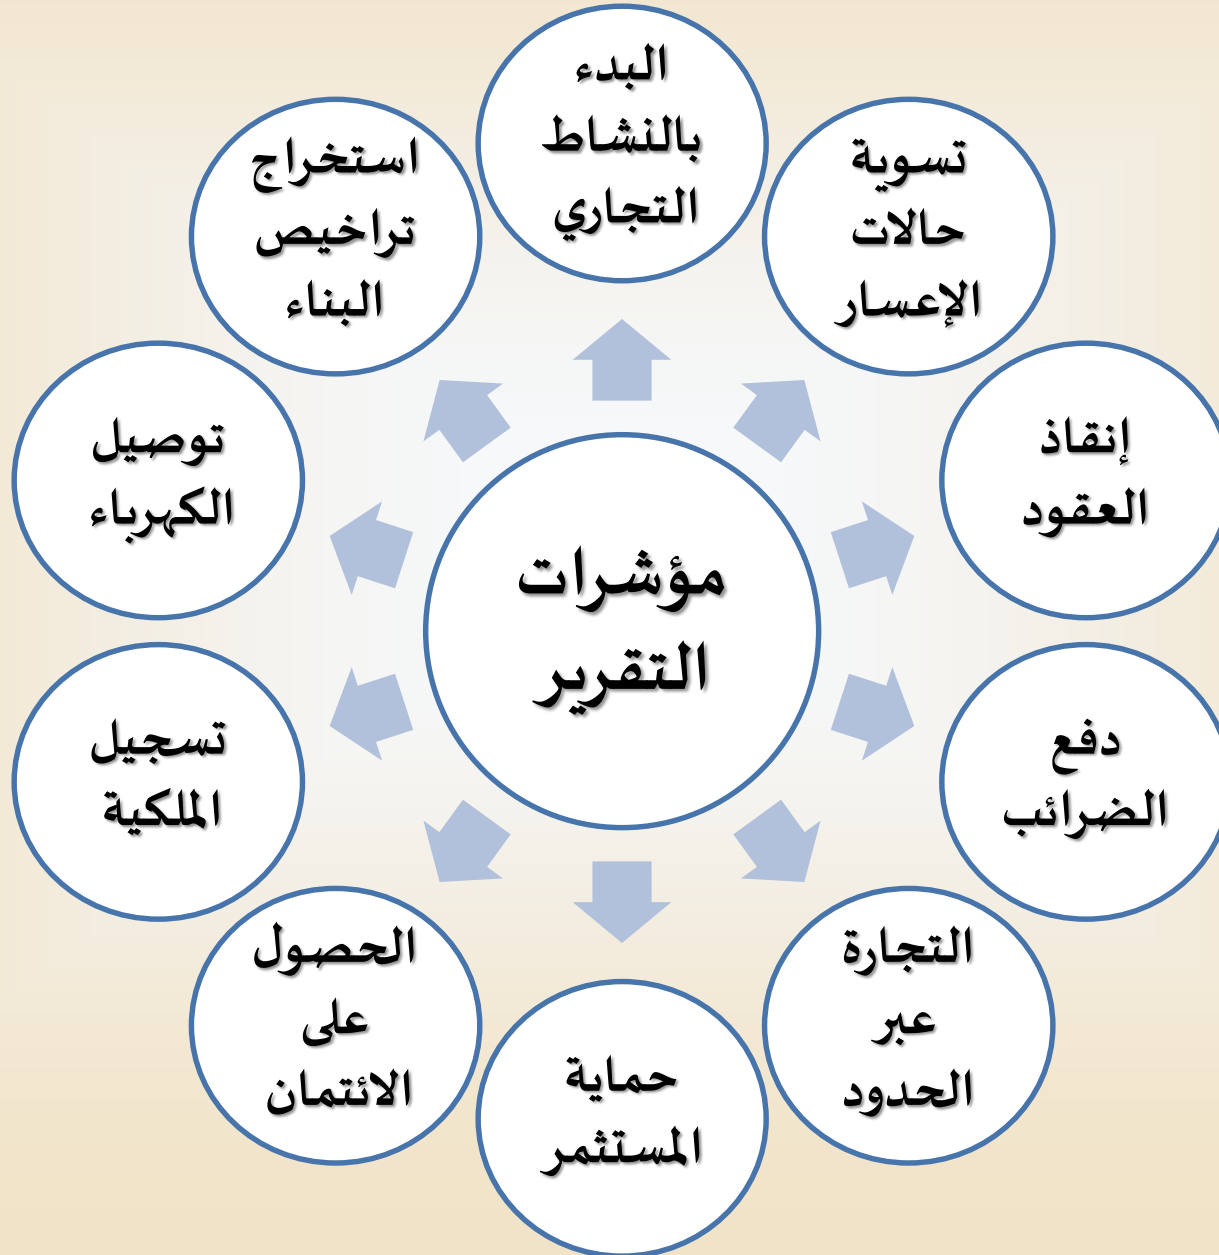 مؤشرات
التقرير
البدء
بالنشاط
التجاري
تسوية
حالات
الإعسار
إنقاذ
العقود
دفع
الضرائب
التجارة
عبر
الحدود
حماية
المستثمر
الحصول
على
الائتمان
تسجيل
الملكية
توصيل
الكهرباء
استخراج
تراخيص
البناء